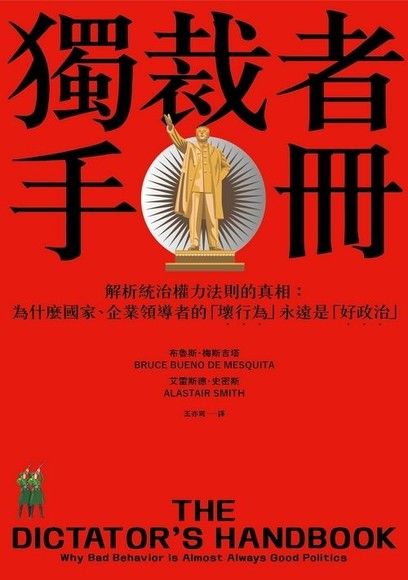 獨裁者
手冊
解析統治權力法則的真相：
為什麼國家、企業領導者的「壞行為」永遠是「好政治」
布魯斯・梅斯吉塔
BRUCE BUENO DE MESQUITA
艾雷斯德・史密斯
ALASTAIR SMITH
王亦穹——譯
THE
DICTATOR'S HANDBOOK
Why Bad Behavior is Almost Always Good Politics